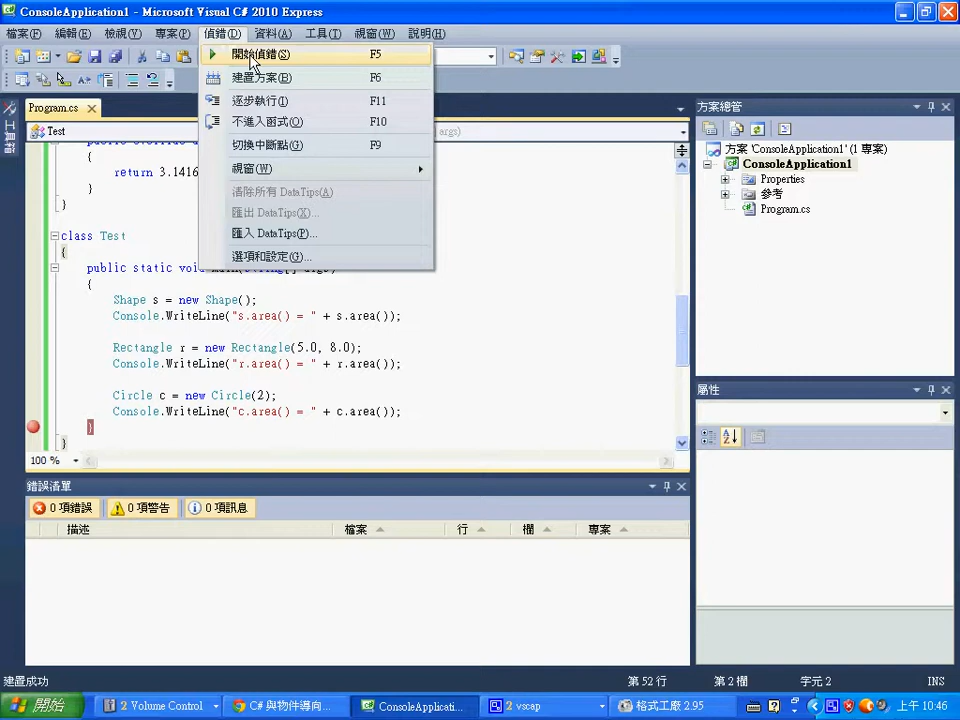 ConsoleApplication1 - Microsoft Visual C# 2010 Express
檔案(F) 編輯(E) 檢視(V) 專案(P) 偵錯(D) 資料(A) 工具(T) 視窗(W) 說明(H)
開始偵錯(S) F5
建置方案(B) F6
逐步執行(I) F11
不進入函式(O) F10
切換中斷點(G) F9
視窗(W)
清除所有 DataTips(A)
匯出 DataTips(X)...
匯入 DataTips(P)...
選項和設定(G)...
工具箱
Program.cs
Test
args)
{
return 3.1416
}
}
class Test
{
public static void Main(string[] args)
{
Shape s = new Shape();
Console.WriteLine("s.area() = " + s.area());
Rectangle r = new Rectangle(5.0, 8.0);
Console.WriteLine("r.area() = " + r.area());
Circle c = new Circle(2);
Console.WriteLine("c.area() = " + c.area());
}
}
100 %
方案總管
方案 'ConsoleApplication1' (1 專案)
ConsoleApplication1
Properties
參考
Program.cs
屬性
錯誤清單
0 項錯誤 0 項警告 0 項訊息
描述 檔案 行 欄 專案
建置成功 第 52 行 第 2 欄 字元 2 INS
開始 2 Volume Control C# 與物件導向... ConsoleApplicati... 2 vscap 格式工廠 2.95 上午 10:46